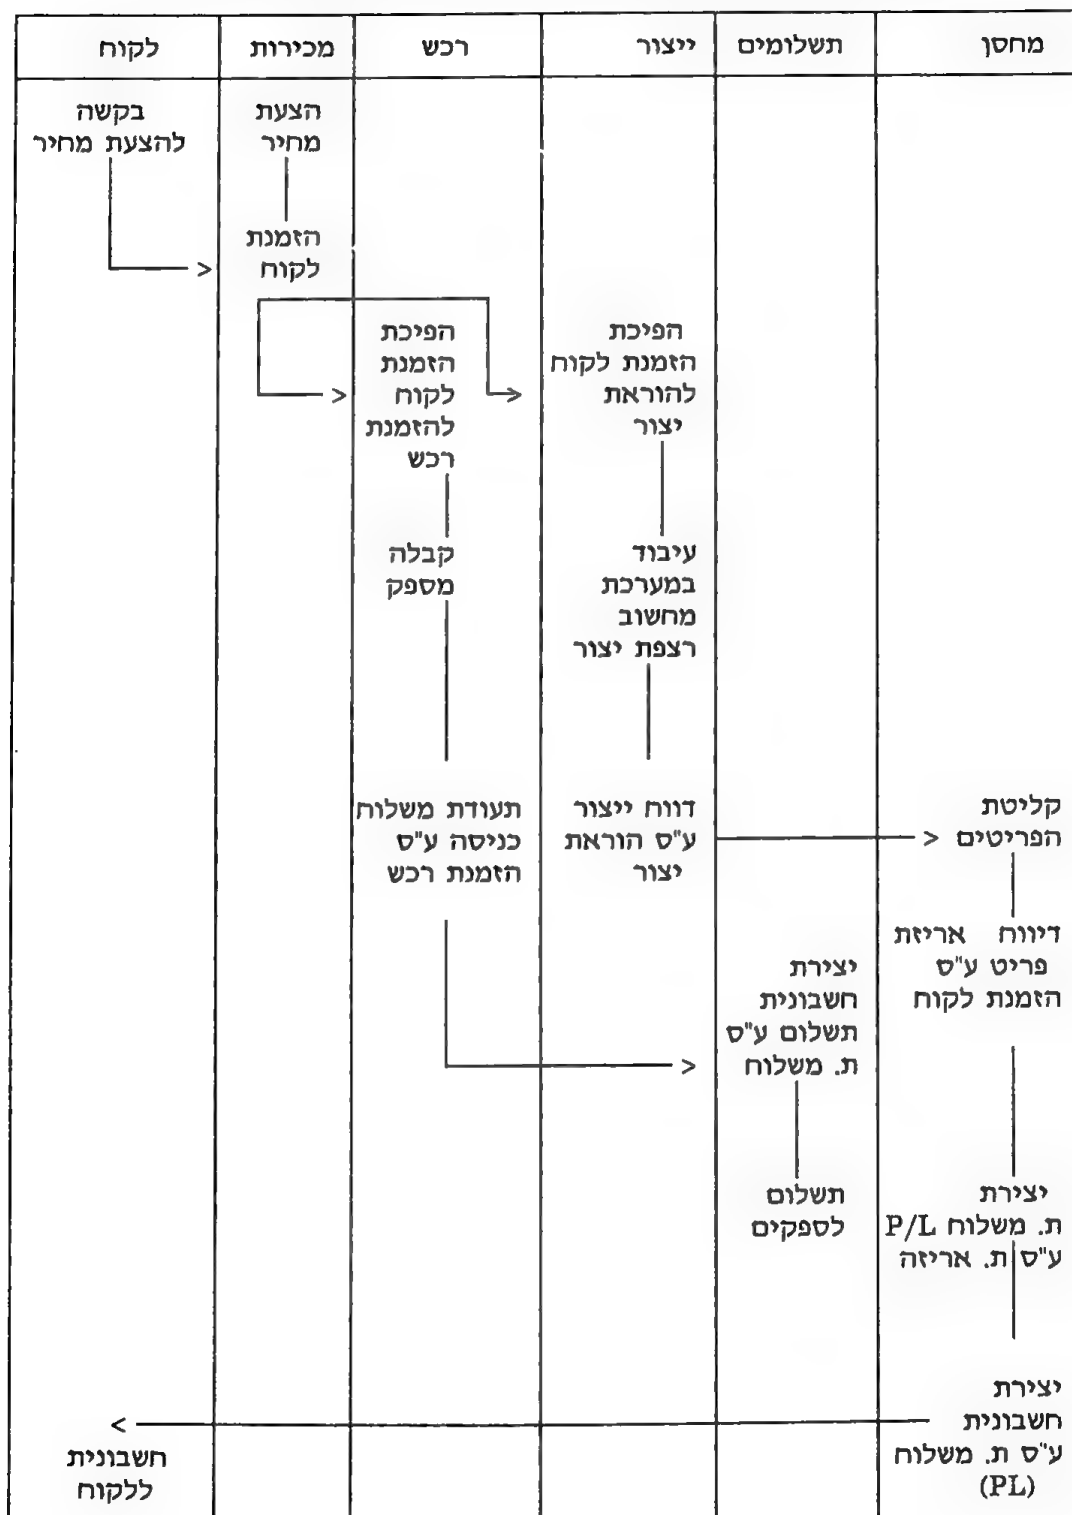 לקוח
מכירות
רכש
ייצור
תשלומים
מחסן
בקשה
להצעת מחיר
הצעת
מחיר
הזמנת
לקוח
הפיכת
הזמנת
לקוח
להזמנת
רכש
הפיכת
הזמנת לקוח
להוראת
יצור
קבלה
מספק
עיבוד
במערכת
מחשוב
רצפת יצור
תעודת משלוח
כניסה ע"ס
הזמנת רכש
דווח ייצור
ע"ס הוראת
יצור
קליטת
הפריטים
דיווח אריזת
פריט ע"ס
הזמנת לקוח
יצירת
חשבונית
תשלום ע"ס
ת. משלוח
תשלום
לספקים
יצירת
ת. משלוח P/L
ע"ס ת. אריזה
יצירת
חשבונית
ע"ס ת. משלוח
(PL)
חשבונית
ללקוח